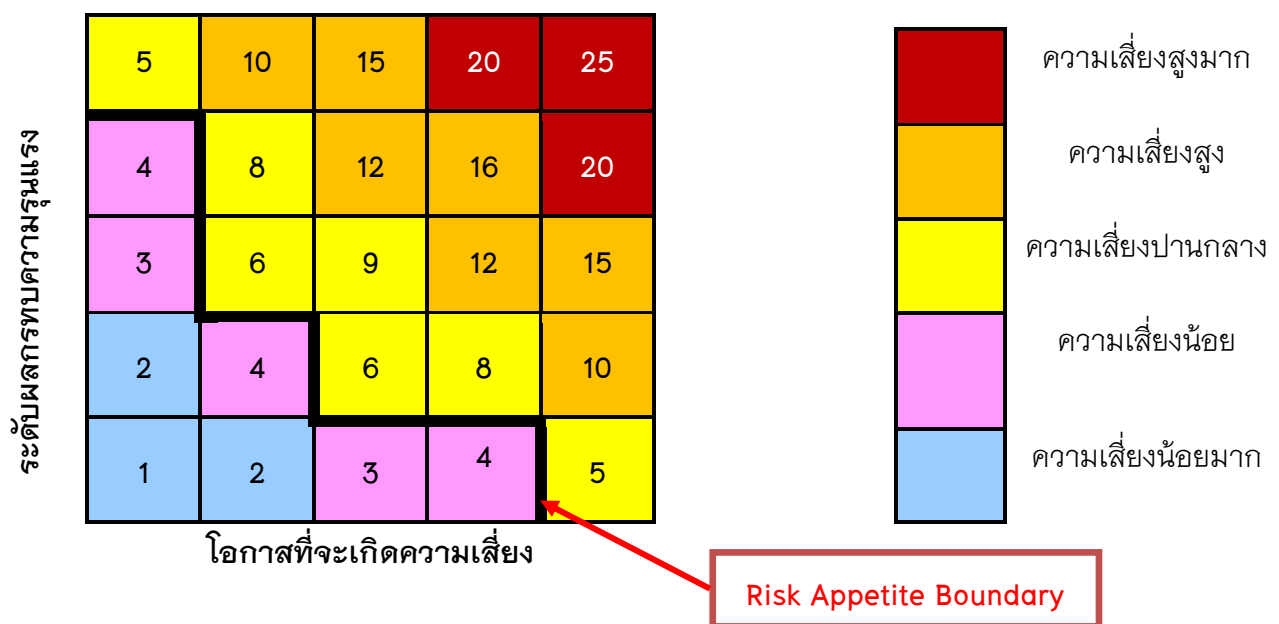 5 10 15 20 25
4 8 12 16 20
3 6 9 12 15
2 4 6 8 10
1 2 3 4 5
ระดับผลกรทบความรุนแรง
โอกาสที่จะเกิดความเสี่ยง
ความเสี่ยงสูงมาก
ความเสี่ยงสูง
ความเสี่ยงปานกลาง
ความเสี่ยงน้อย
ความเสี่ยงน้อยมาก
Risk Appetite Boundary